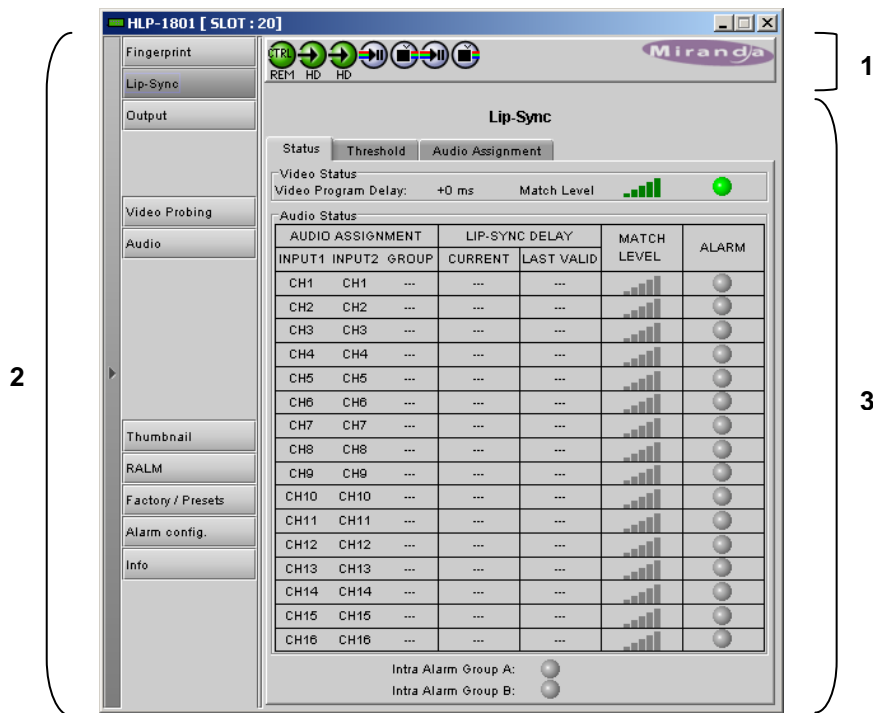 HLP-1801 [ SLOT : 20]
Fingerprint
Lip-Sync
Output
Video Probing
Audio
Thumbnail
RALM
Factory / Presets
Alarm config.
Info
CTRL
REM HD HD
Miranda
Lip-Sync
Status Threshold Audio Assignment
Video Status
Video Program Delay: +0 ms Match Level
Audio Status
AUDIO ASSIGNMENT LIP-SYNC DELAY MATCH LEVEL ALARM
INPUT1 INPUT2 GROUP CURRENT LAST VALID
CH1 CH1 --- --- ---
CH2 CH2 --- --- ---
CH3 CH3 --- --- ---
CH4 CH4 --- --- ---
CH5 CH5 --- --- ---
CH6 CH6 --- --- ---
CH7 CH7 --- --- ---
CH8 CH8 --- --- ---
CH9 CH9 --- --- ---
CH10 CH10 --- --- ---
CH11 CH11 --- --- ---
CH12 CH12 --- --- ---
CH13 CH13 --- --- ---
CH14 CH14 --- --- ---
CH15 CH15 --- --- ---
CH16 CH16 --- --- ---
Intra Alarm Group A:
Intra Alarm Group B:
1
2
3